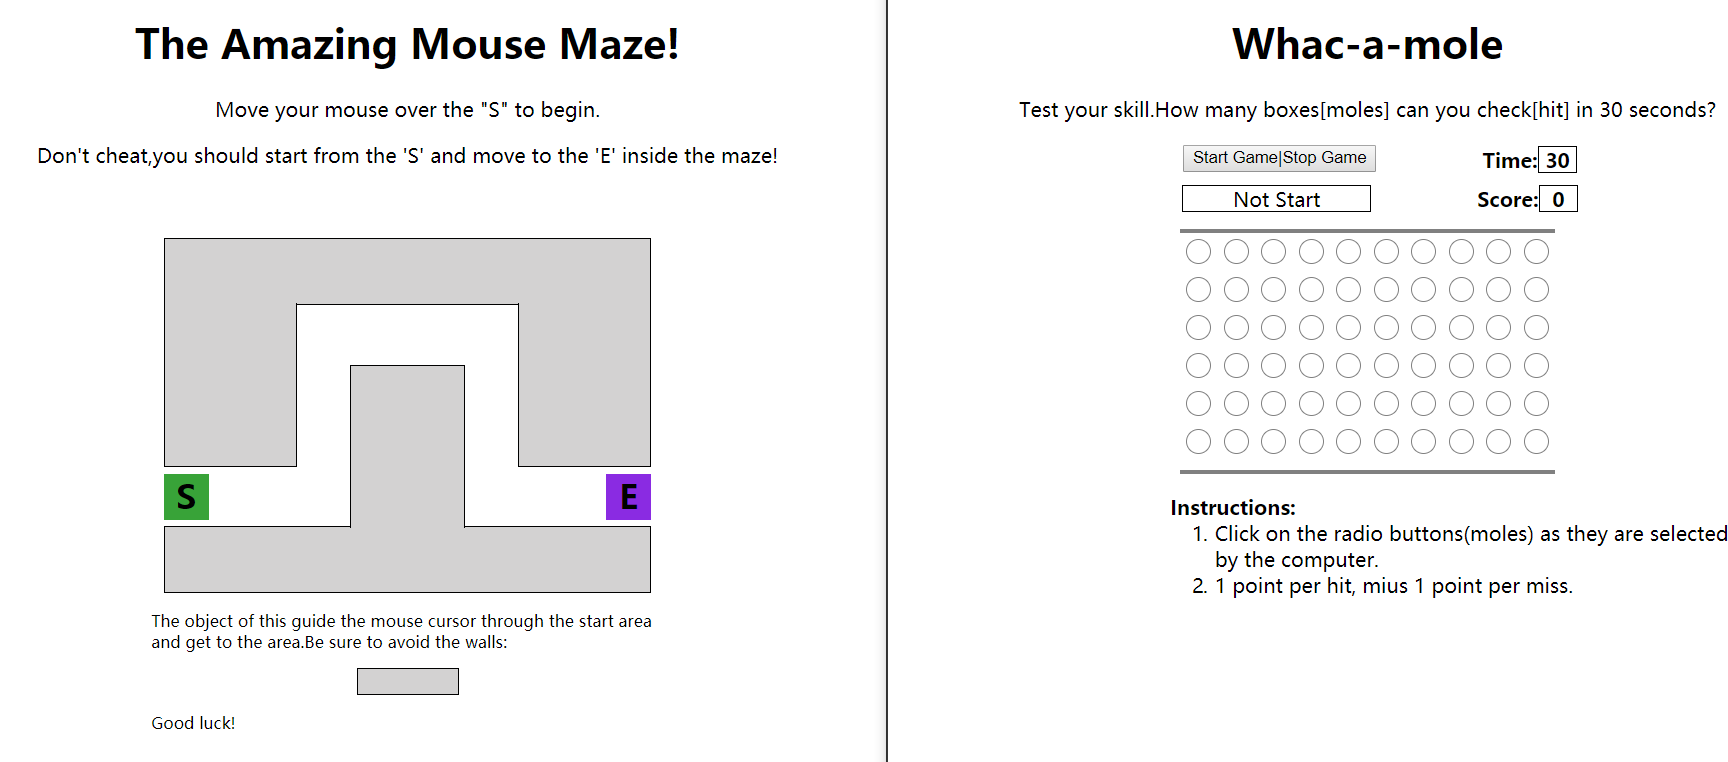 The Amazing Mouse Maze!
Move your mouse over the "S" to begin.
Don't cheat,you should start from the 'S' and move to the 'E' inside the maze!
S
E
The object of this guide the mouse cursor through the start area
and get to the area.Be sure to avoid the walls:
Good luck!
Whac-a-mole
Test your skill.How many boxes[moles] can you check[hit] in 30 seconds?
Start Game|Stop Game
Time: 30
Not Start
Score: 0
Instructions:
1. Click on the radio buttons(moles) as they are selected
by the computer.
2. 1 point per hit, mius 1 point per miss.